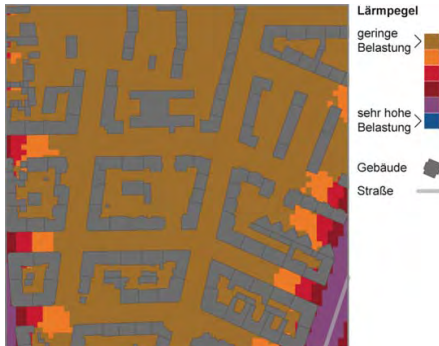 Lärmpegel
geringe
Belastung
sehr hohe
Belastung
Gebäude
Straße